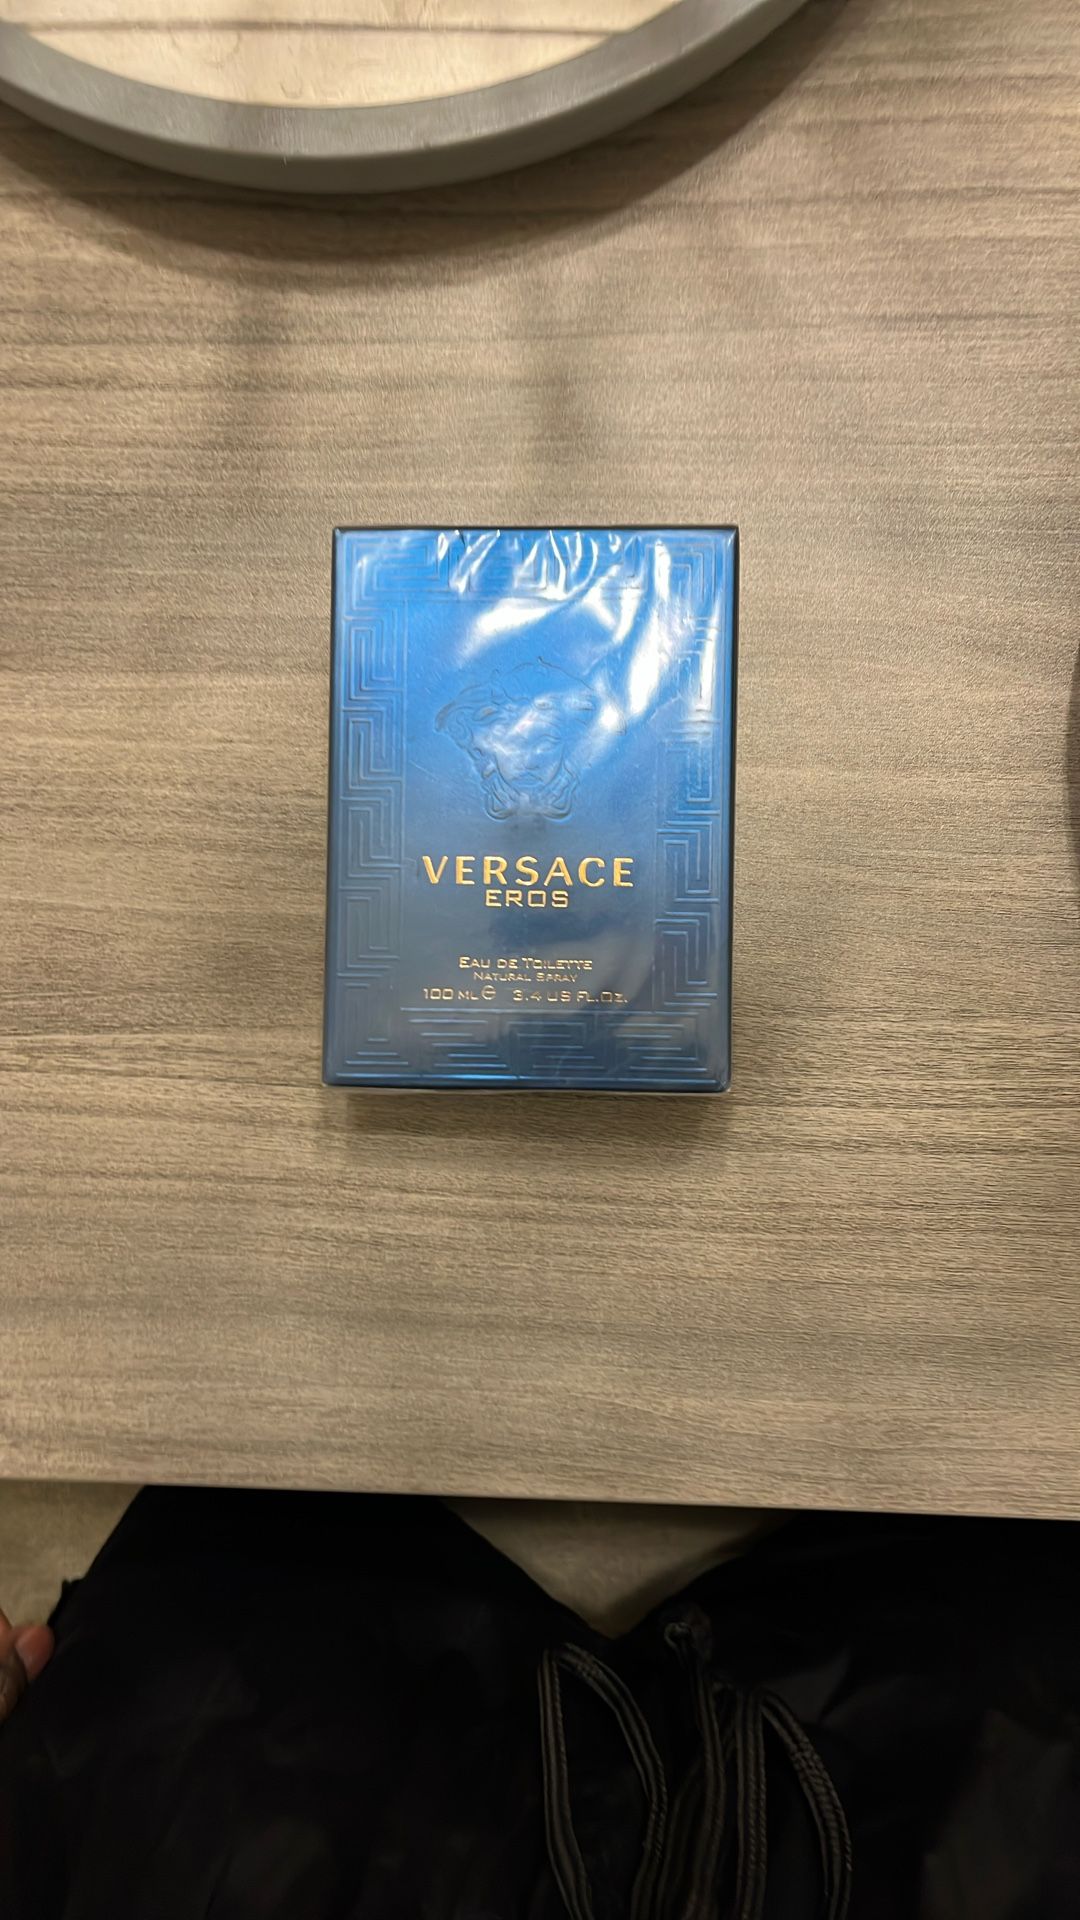 VERSACE
EROS
EAU DE TOILETTE
NATURAL SPRAY
100 ML ℮ 3.4 US FL.OZ.